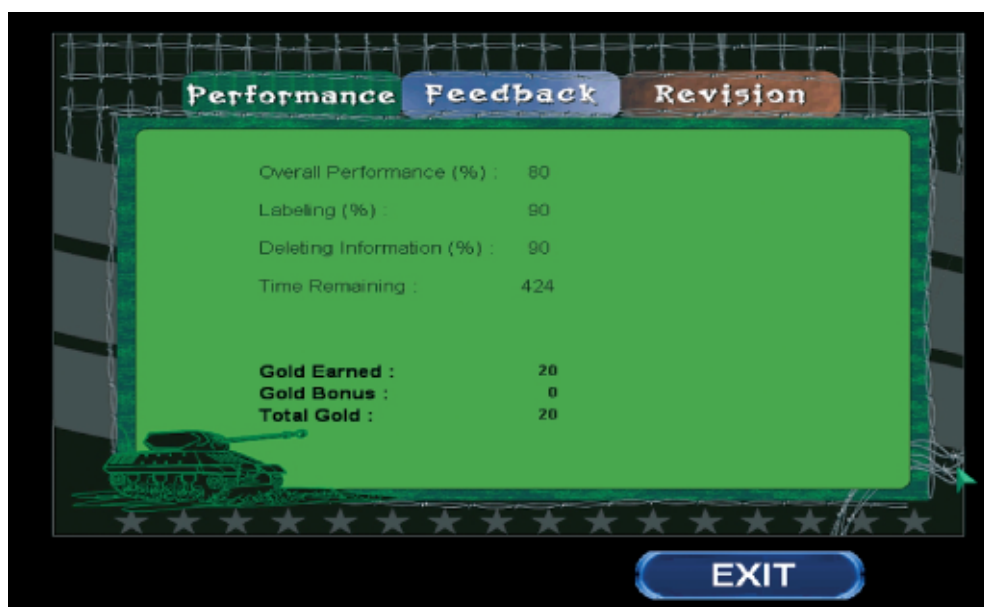 Performance Feedback Revision
Overall Performance (%) : 80
Labeling (%) : 90
Deleting Information (%) : 90
Time Remaining : 424
Gold Earned : 20
Gold Bonus : 0
Total Gold : 20
EXIT